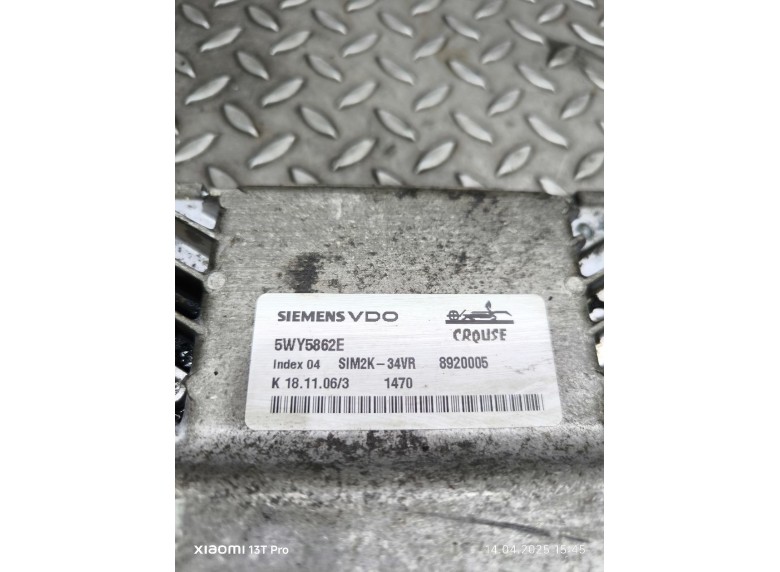 SIEMENS VDO
CROUSE
5WY5862E
Index 04 SIM2K-34VR 8920005
K 18.11.06/3 1470
XIAOMI 13T Pro
14.04.2025 15:45